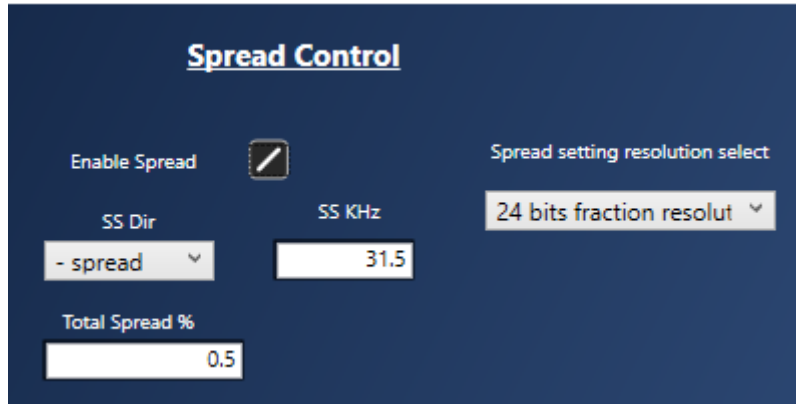 Spread Control
Enable Spread
Spread setting resolution select
SS Dir
SS KHz
24 bits fraction resolut
- spread
31.5
Total Spread %
0.5